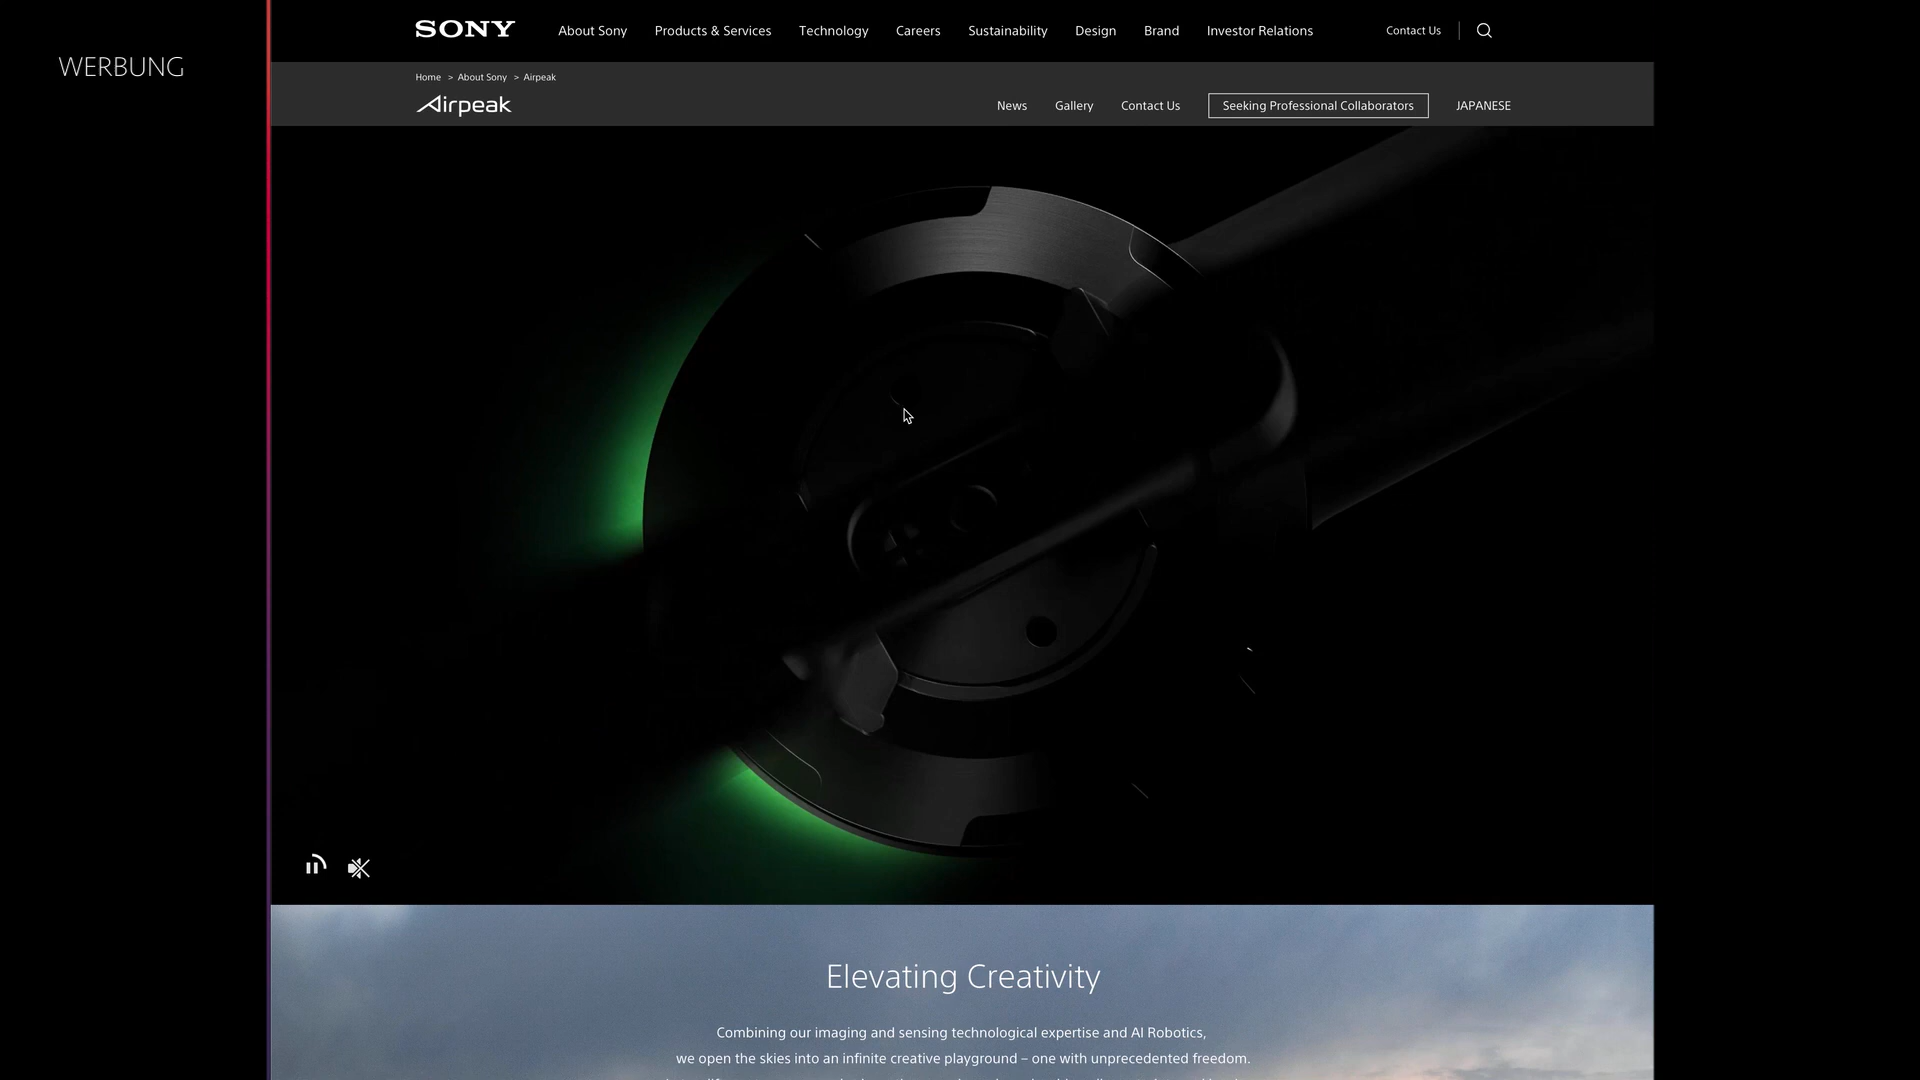 WERBUNG
SONY About Sony Products & Services Technology Careers Sustainability Design Brand Investor Relations Contact Us
Home > About Sony > Airpeak
Airpeak News Gallery Contact Us Seeking Professional Collaborators JAPANESE
Elevating Creativity
Combining our imaging and sensing technological expertise and AI Robotics,
we open the skies into an infinite creative playground – one with unprecedented freedom.